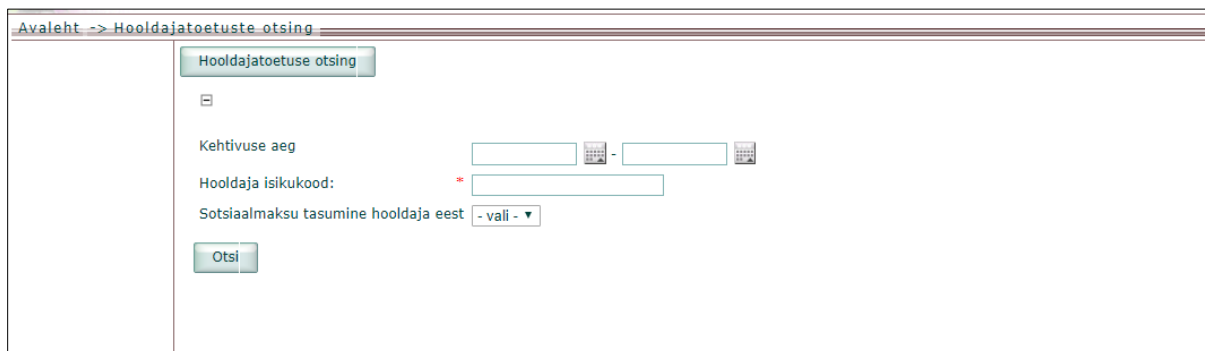 Avaleht -> Hooldajatoetuste otsing
Hooldajatoetuse otsing
Kehtivuse aeg -
Hooldaja isikukood: *
Sotsiaalmaksu tasumine hooldaja eest - vali -
Otsi